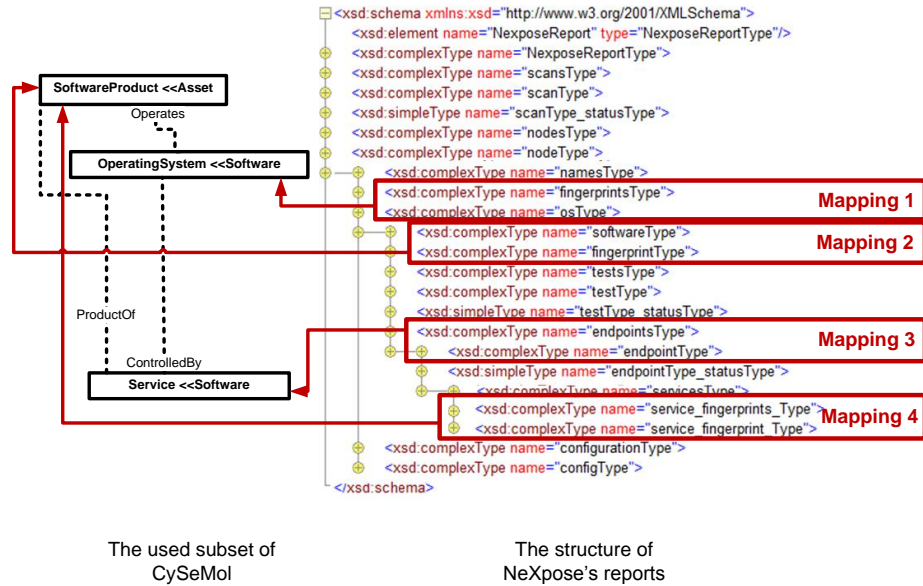 <xsd:schema xmlns:xsd="http://www.w3.org/2001/XMLSchema">
<xsd:element name="NexposeReport" type="NexposeReportType"/>
<xsd:complexType name="NexposeReportType">
<xsd:complexType name="scansType">
<xsd:complexType name="scanType">
<xsd:simpleType name="scanType_statusType">
<xsd:complexType name="nodesType">
<xsd:complexType name="nodeType">
<xsd:complexType name="namesType">
<xsd:complexType name="fingerprintsType">
<xsd:complexType name="osType">
Mapping 1
<xsd:complexType name="softwareType">
<xsd:complexType name="fingerprintType">
Mapping 2
<xsd:complexType name="testsType">
<xsd:complexType name="testType">
<xsd:simpleType name="testType_statusType">
<xsd:complexType name="endpointsType">
<xsd:complexType name="endpointType">
Mapping 3
<xsd:simpleType name="endpointType_statusType">
<xsd:complexType name="servicesType">
<xsd:complexType name="service_fingerprints_Type">
<xsd:complexType name="service_fingerprint_Type">
Mapping 4
<xsd:complexType name="configurationType">
<xsd:complexType name="configType">
</xsd:schema>
SoftwareProduct <<Asset
Operates
OperatingSystem <<Software
ProductOf
ControlledBy
Service <<Software
The used subset of
CySeMol
The structure of
NeXpose's reports